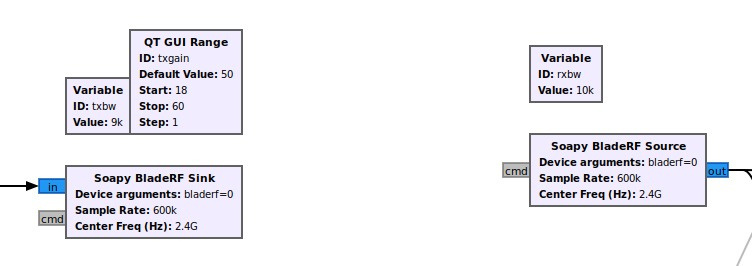 QT GUI Range
ID: txgain
Default Value: 50
Start: 18
Stop: 60
Step: 1
Variable
ID: txbw
Value: 9k
Variable
ID: rxbw
Value: 10k
Soapy BladeRF Sink
Device arguments: bladerf=0
Sample Rate: 600k
Center Freq (Hz): 2.4G
in
cmd
Soapy BladeRF Source
Device arguments: bladerf=0
Sample Rate: 600k
Center Freq (Hz): 2.4G
cmd
out